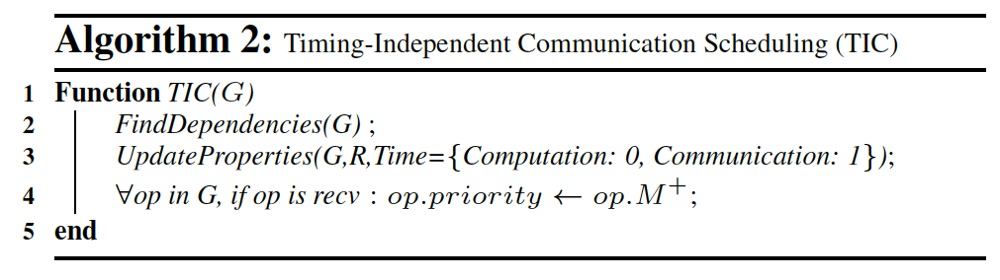 Algorithm 2: Timing-Independent Communication Scheduling (TIC)
1 Function TIC(G)
2 FindDependencies(G) ;
3 UpdateProperties(G,R,Time={Computation: 0, Communication: 1});
4 ∀op in G, if op is recv : op.priority ← op.M⁺;
5 end